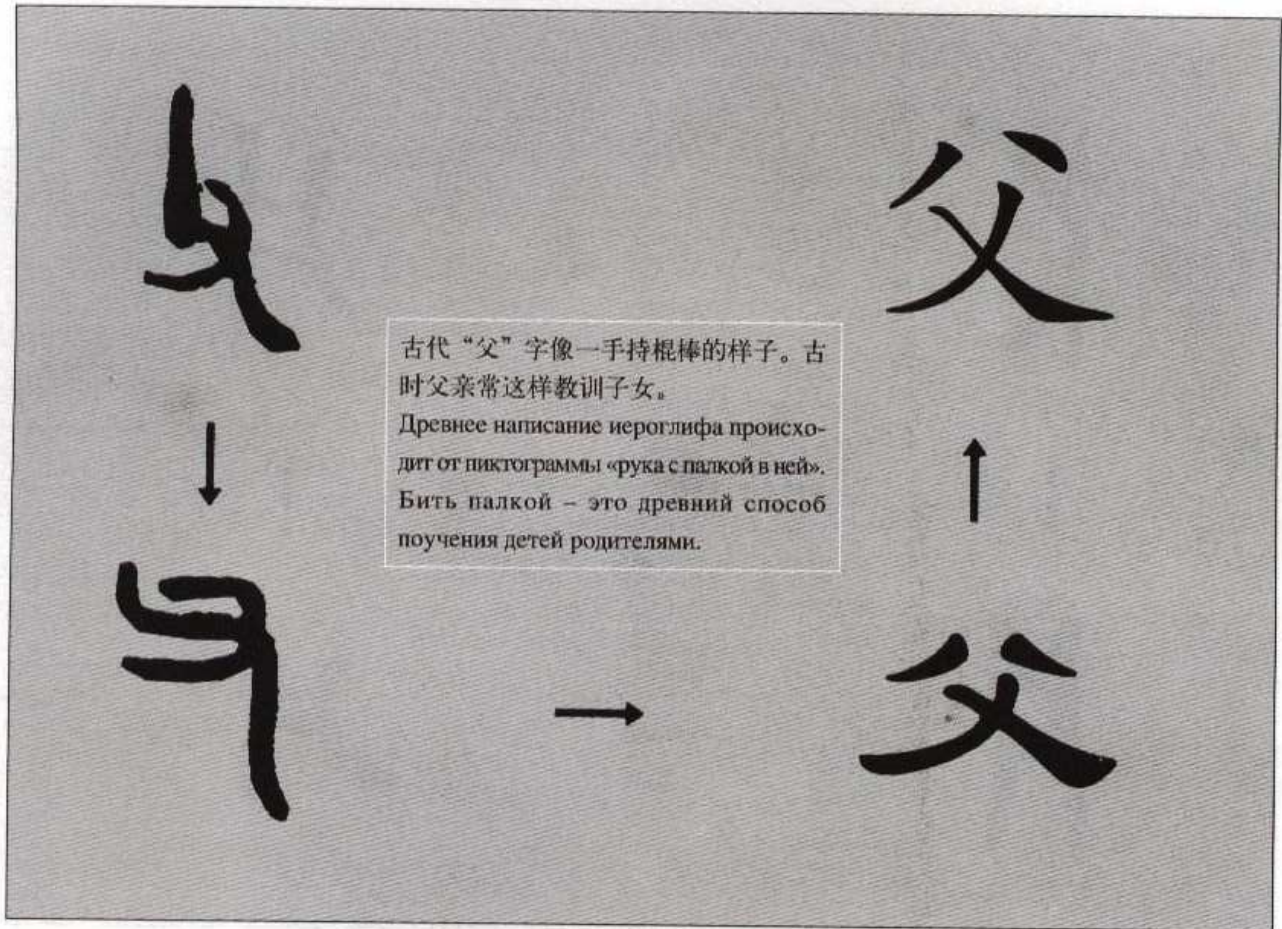 父
古代“父”字像一手持棍棒的样子。古
时父亲常这样教训子女。
Древнее написание иероглифа происхо-
дит от пиктограммы «рука с палкой в ней».
Бить палкой – это древний способ
поучения детей родителями.
父